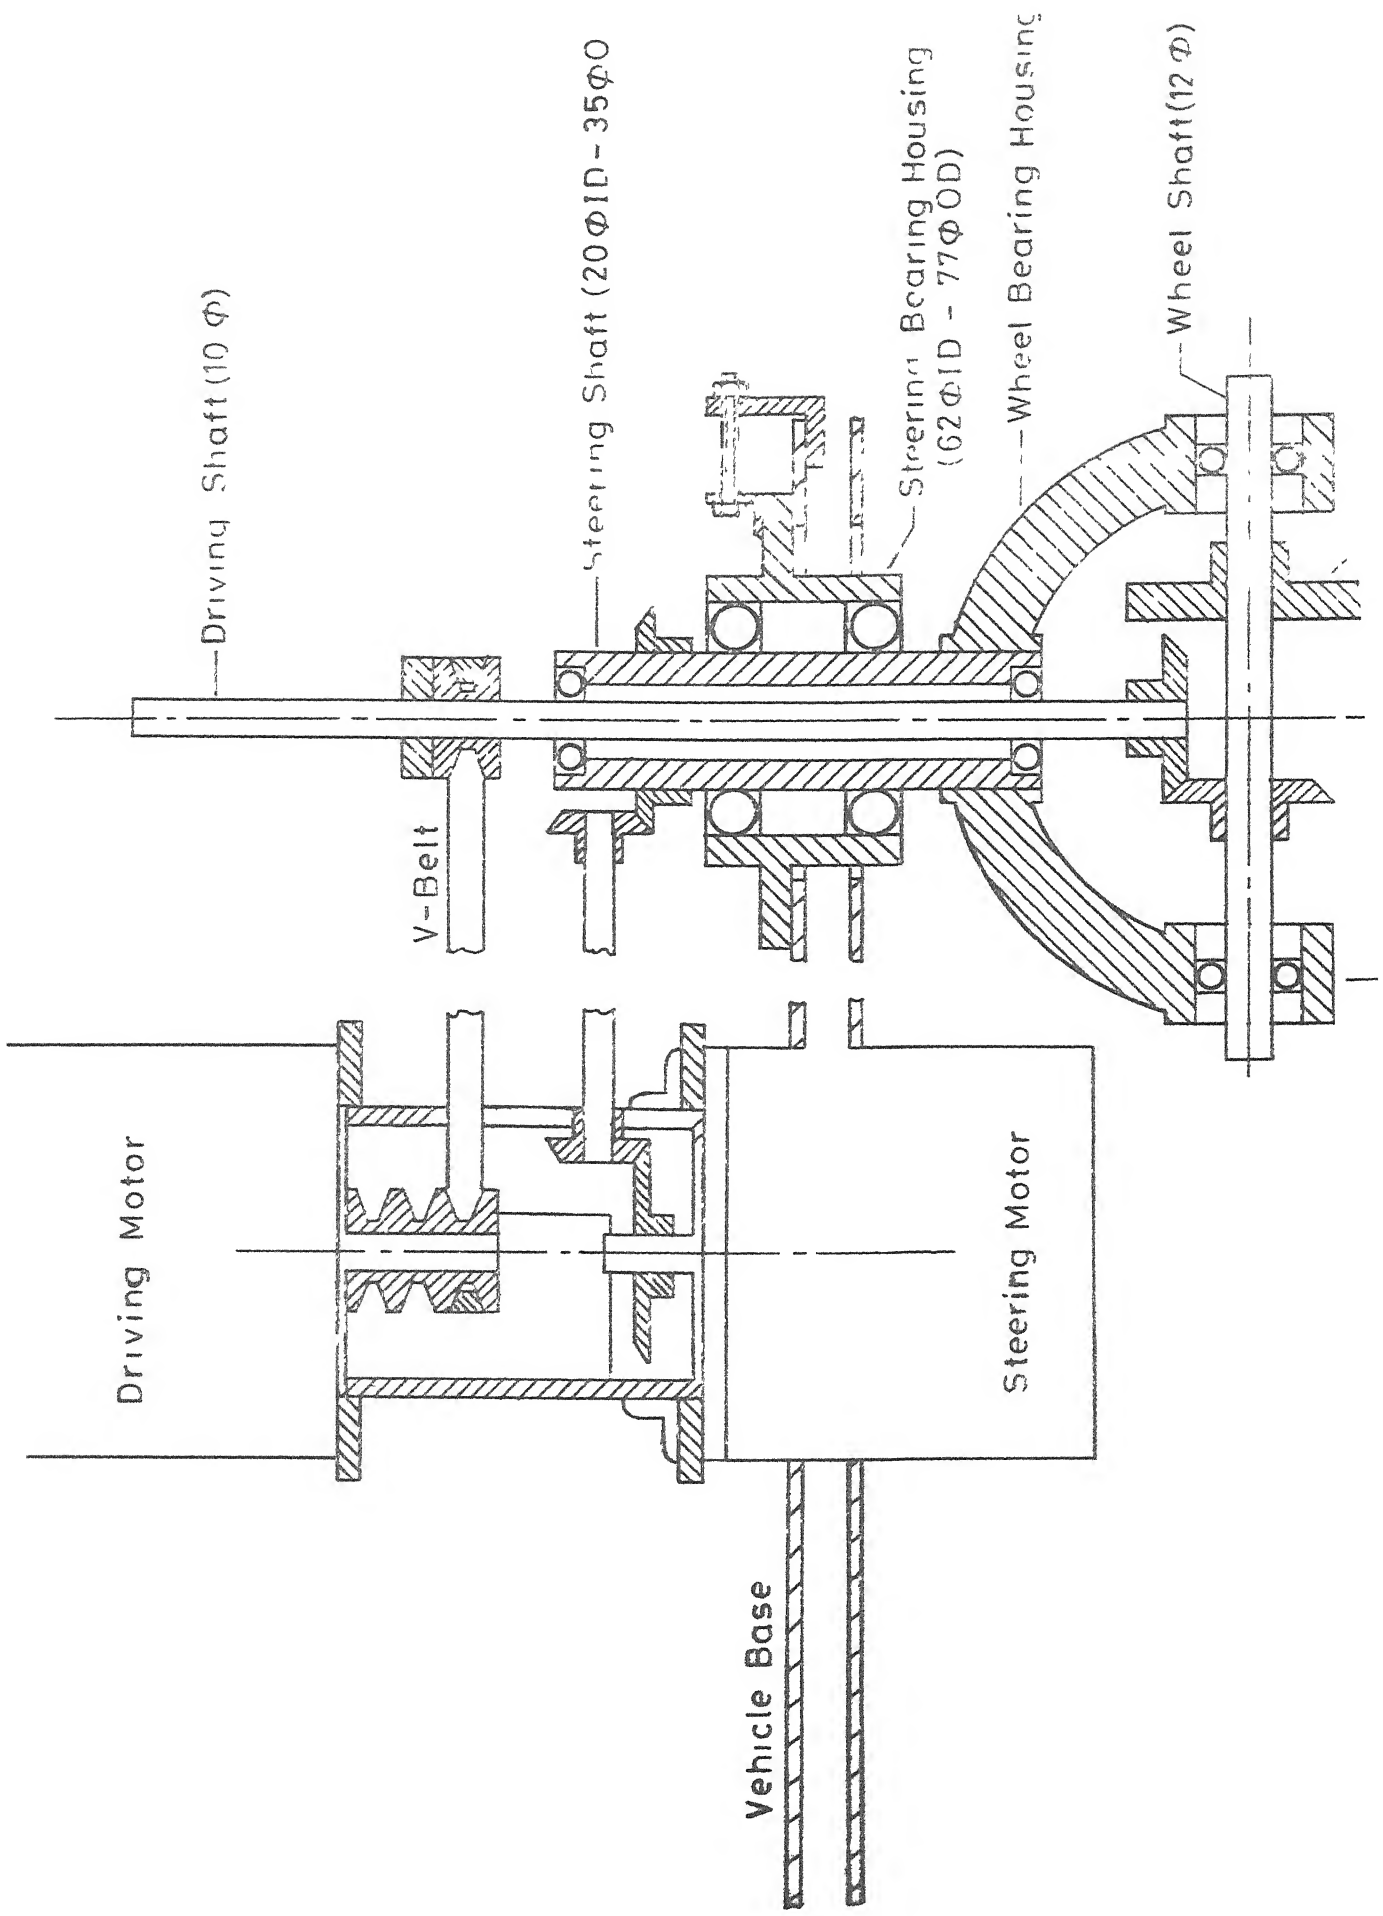 Driving Shaft (10 Φ)
Steering Shaft (20ΦID-35ΦO
Steering Bearing Housing
(62ΦID - 77ΦOD)
Wheel Bearing Housing
Wheel Shaft (12 Φ)
V-Belt
Driving Motor
Steering Motor
Vehicle Base